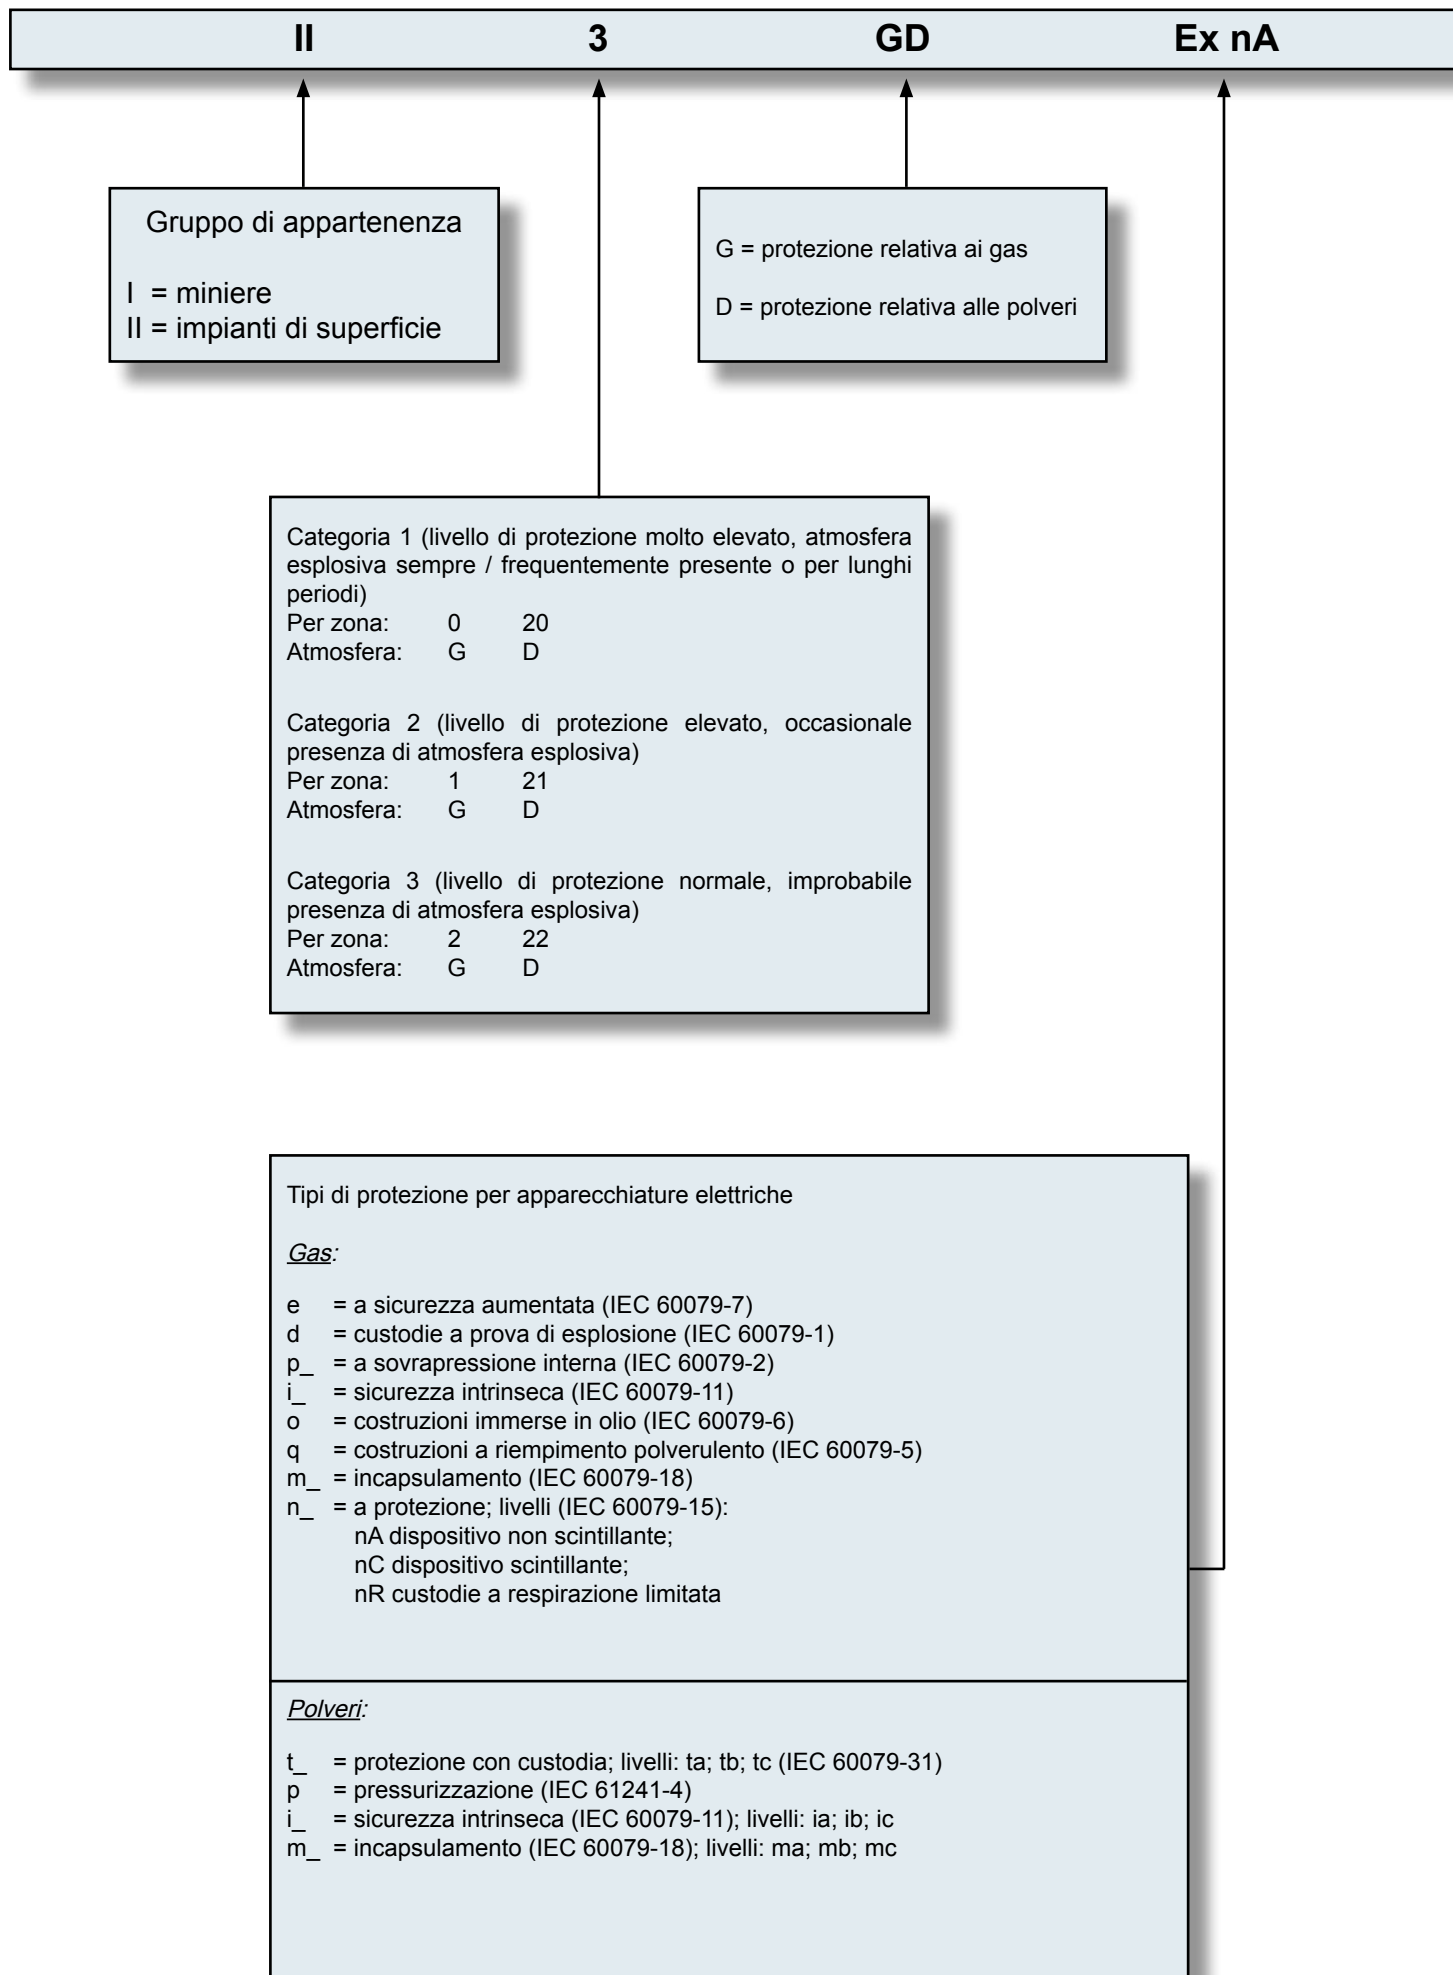 II 3 GD Ex nA
Gruppo di appartenenza
I = miniere
II = impianti di superficie
G = protezione relativa ai gas
D = protezione relativa alle polveri
Categoria 1 (livello di protezione molto elevato, atmosfera
esplosiva sempre / frequentemente presente o per lunghi
periodi)
Per zona: 0 20
Atmosfera: G D
Categoria 2 (livello di protezione elevato, occasionale
presenza di atmosfera esplosiva)
Per zona: 1 21
Atmosfera: G D
Categoria 3 (livello di protezione normale, improbabile
presenza di atmosfera esplosiva)
Per zona: 2 22
Atmosfera: G D
Tipi di protezione per apparecchiature elettriche
Gas:
e = a sicurezza aumentata (IEC 60079-7)
d = custodie a prova di esplosione (IEC 60079-1)
p_ = a sovrapressione interna (IEC 60079-2)
i_ = sicurezza intrinseca (IEC 60079-11)
o = costruzioni immerse in olio (IEC 60079-6)
q = costruzioni a riempimento polverulento (IEC 60079-5)
m_ = incapsulamento (IEC 60079-18)
n_ = a protezione; livelli (IEC 60079-15):
nA dispositivo non scintillante;
nC dispositivo scintillante;
nR custodie a respirazione limitata
Polveri:
t_ = protezione con custodia; livelli: ta; tb; tc (IEC 60079-31)
p = pressurizzazione (IEC 61241-4)
i_ = sicurezza intrinseca (IEC 60079-11); livelli: ia; ib; ic
m_ = incapsulamento (IEC 60079-18); livelli: ma; mb; mc